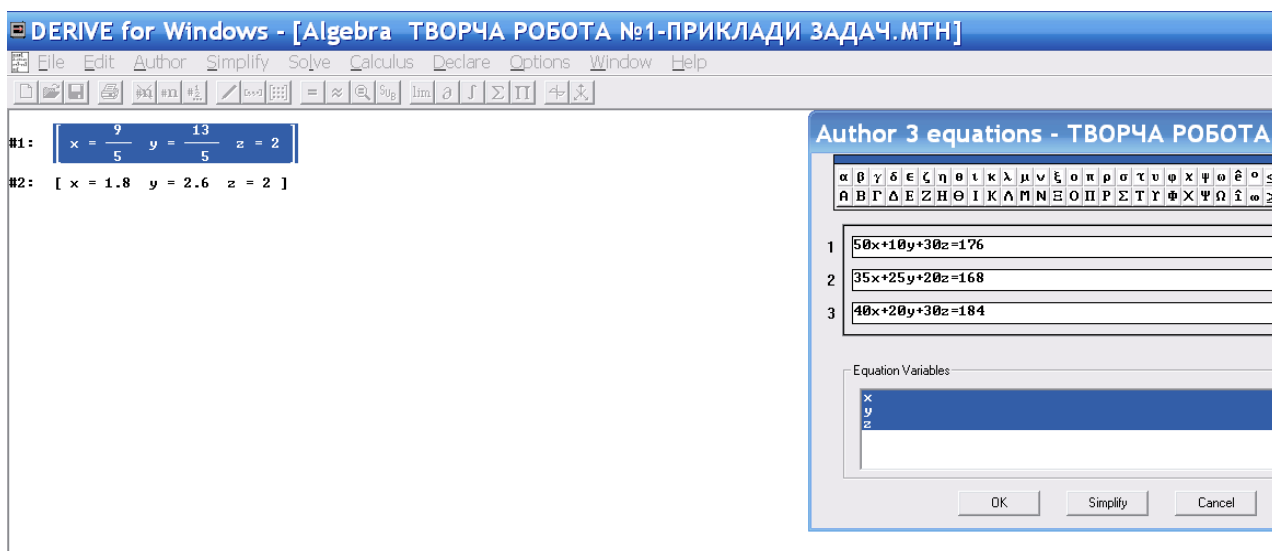 DERIVE for Windows - [Algebra ТВОРЧА РОБОТА №1-ПРИКЛАДИ ЗАДАЧ.MTH]
File Edit Author Simplify Solve Calculus Declare Options Window Help
#1: [ x = 9/5 y = 13/5 z = 2 ]
#2: [ x = 1.8 y = 2.6 z = 2 ]
Author 3 equations - ТВОРЧА РОБОТА
α β γ δ ε ζ η θ ι κ λ μ ν ξ ο π ρ σ τ υ φ χ ψ ω ê ° ≤
Α Β Γ Δ Ε Ζ Η Θ Ι Κ Λ Μ Ν Ξ Ο Π Ρ Σ Τ Υ Φ Χ Ψ Ω î ∞ ≥
1 50x+10y+30z=176
2 35x+25y+20z=168
3 40x+20y+30z=184
Equation Variables
x
y
z
OK Simplify Cancel